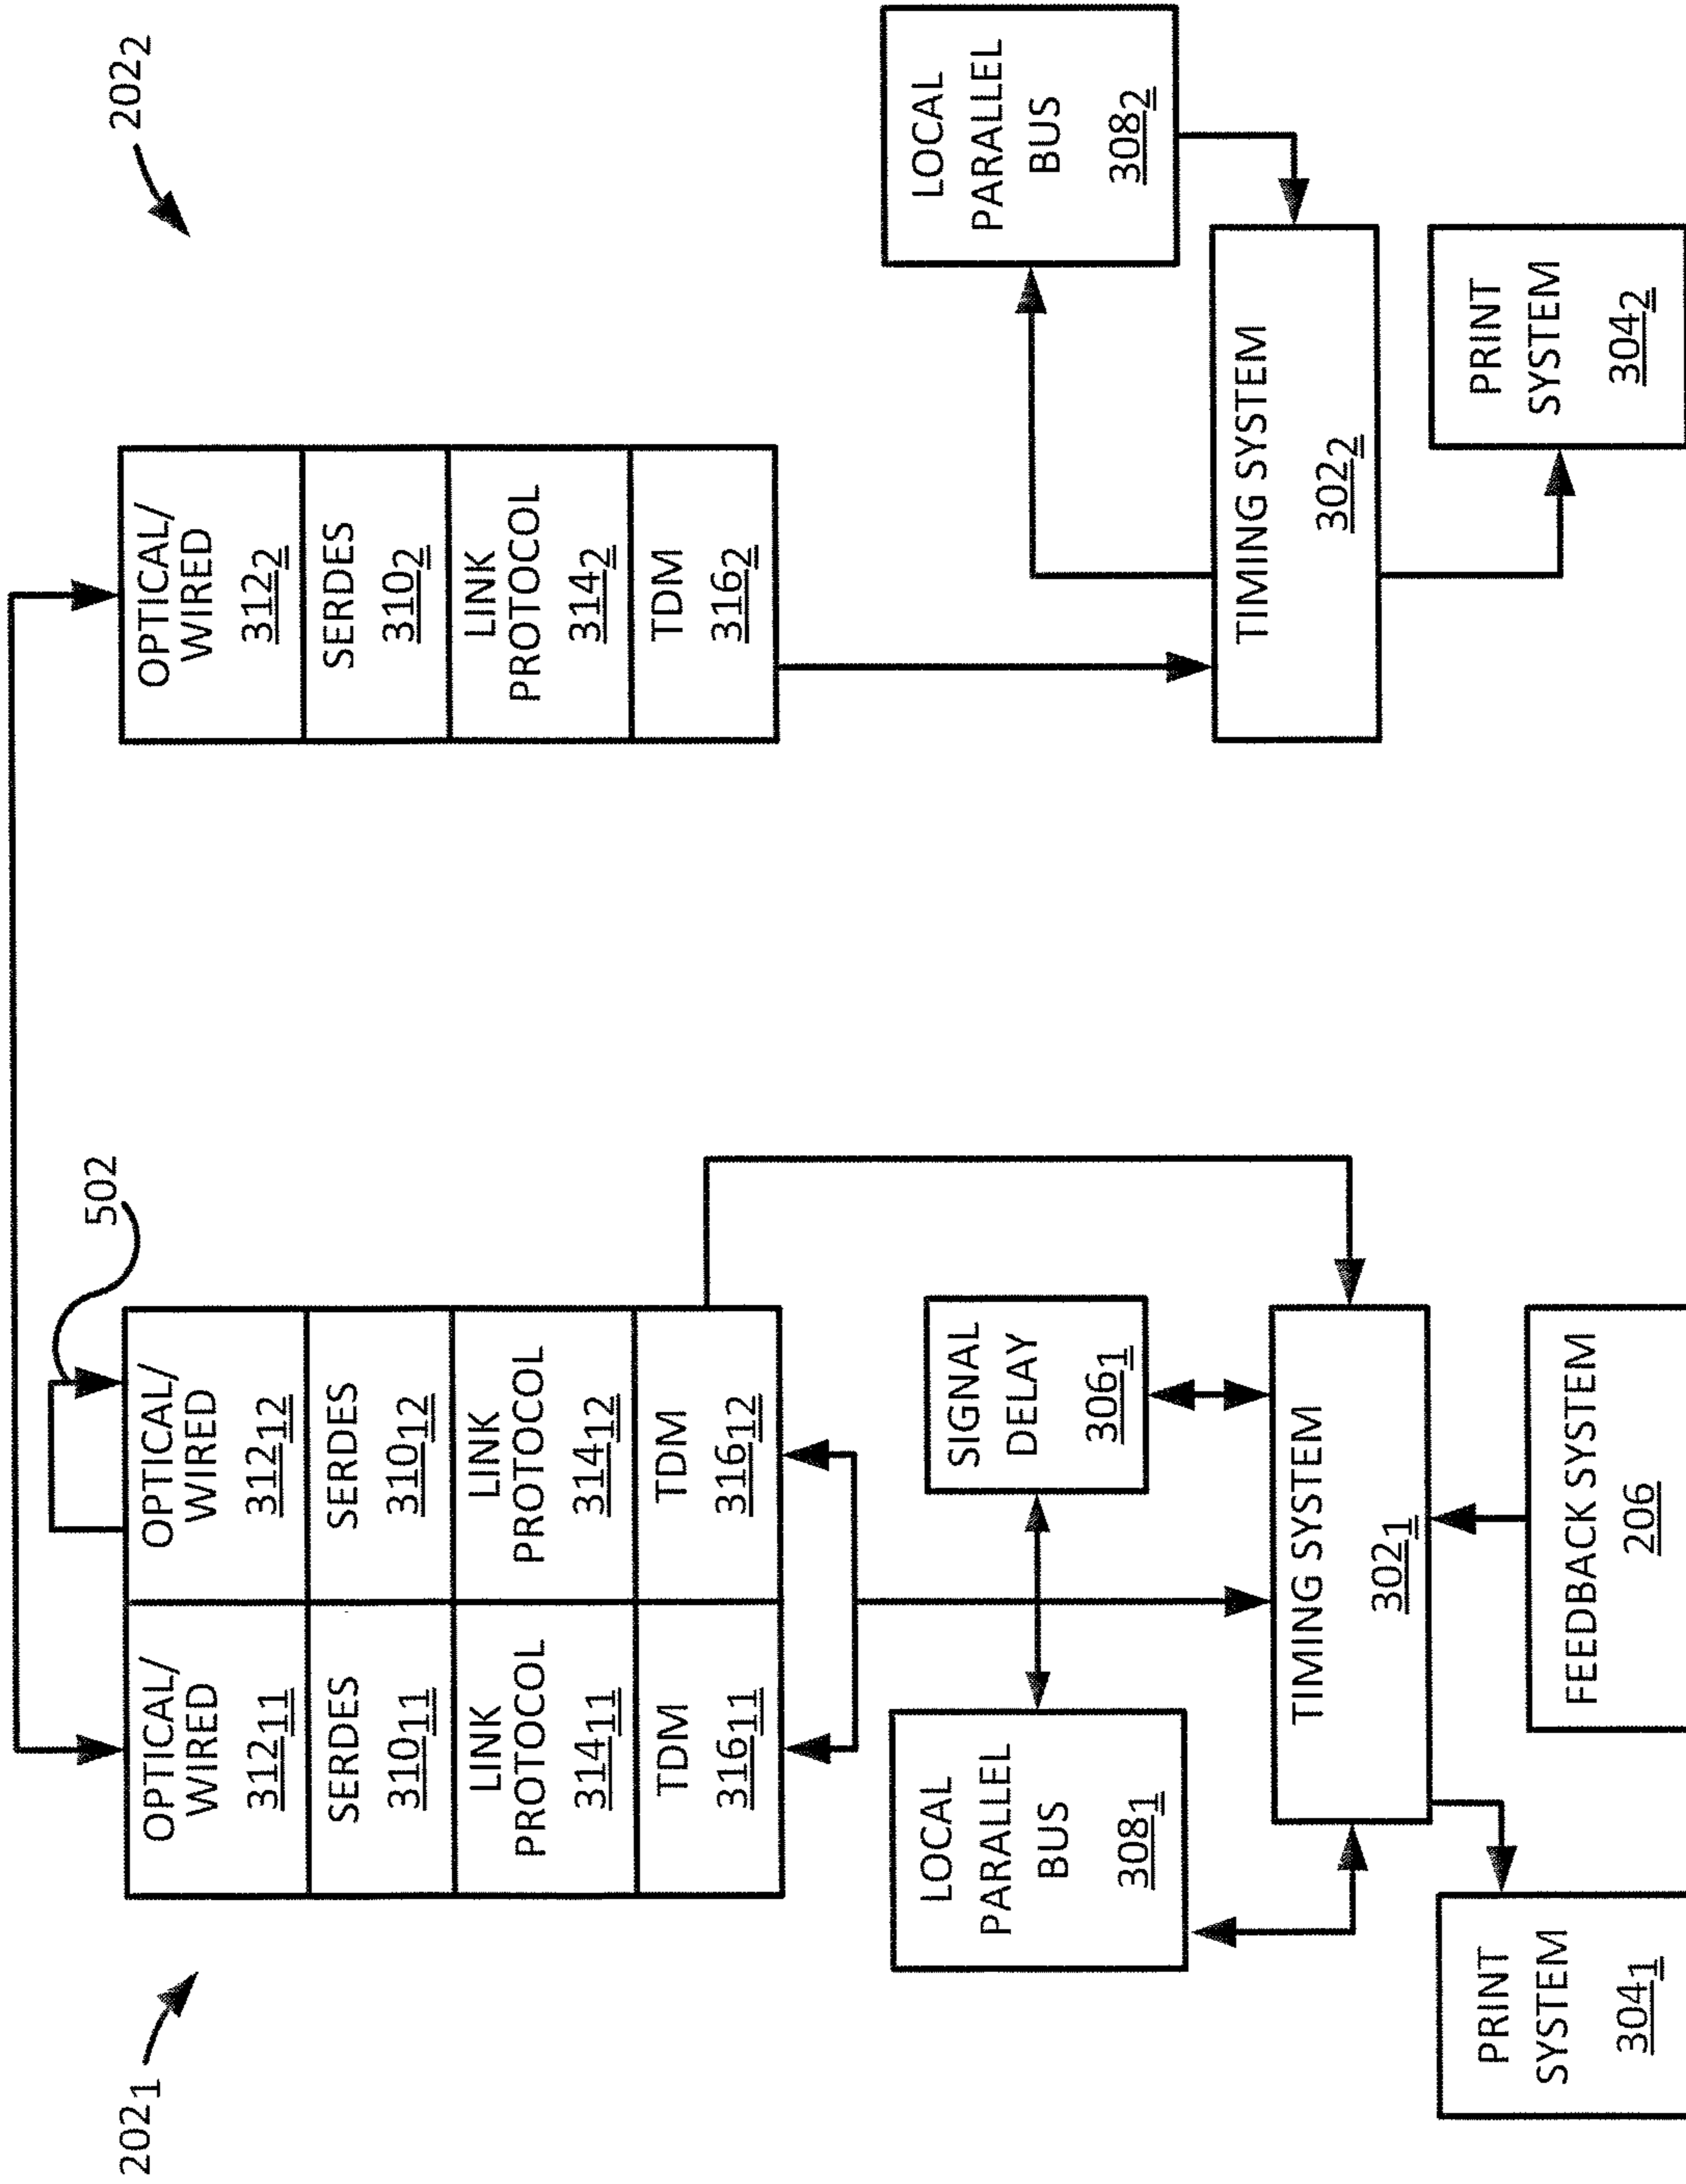 202₁
202₂
502
OPTICAL/
WIRED
312₁₁
SERDES
310₁₁
LINK
PROTOCOL
314₁₁
TDM
316₁₁
OPTICAL/
WIRED
312₁₂
SERDES
310₁₂
LINK
PROTOCOL
314₁₂
TDM
316₁₂
LOCAL
PARALLEL
BUS
308₁
SIGNAL
DELAY
306₁
TIMING SYSTEM
302₁
PRINT
SYSTEM
304₁
FEEDBACK SYSTEM
206
OPTICAL/
WIRED
312₂
SERDES
310₂
LINK
PROTOCOL
314₂
TDM
316₂
LOCAL
PARALLEL
BUS
308₂
TIMING SYSTEM
302₂
PRINT
SYSTEM
304₂